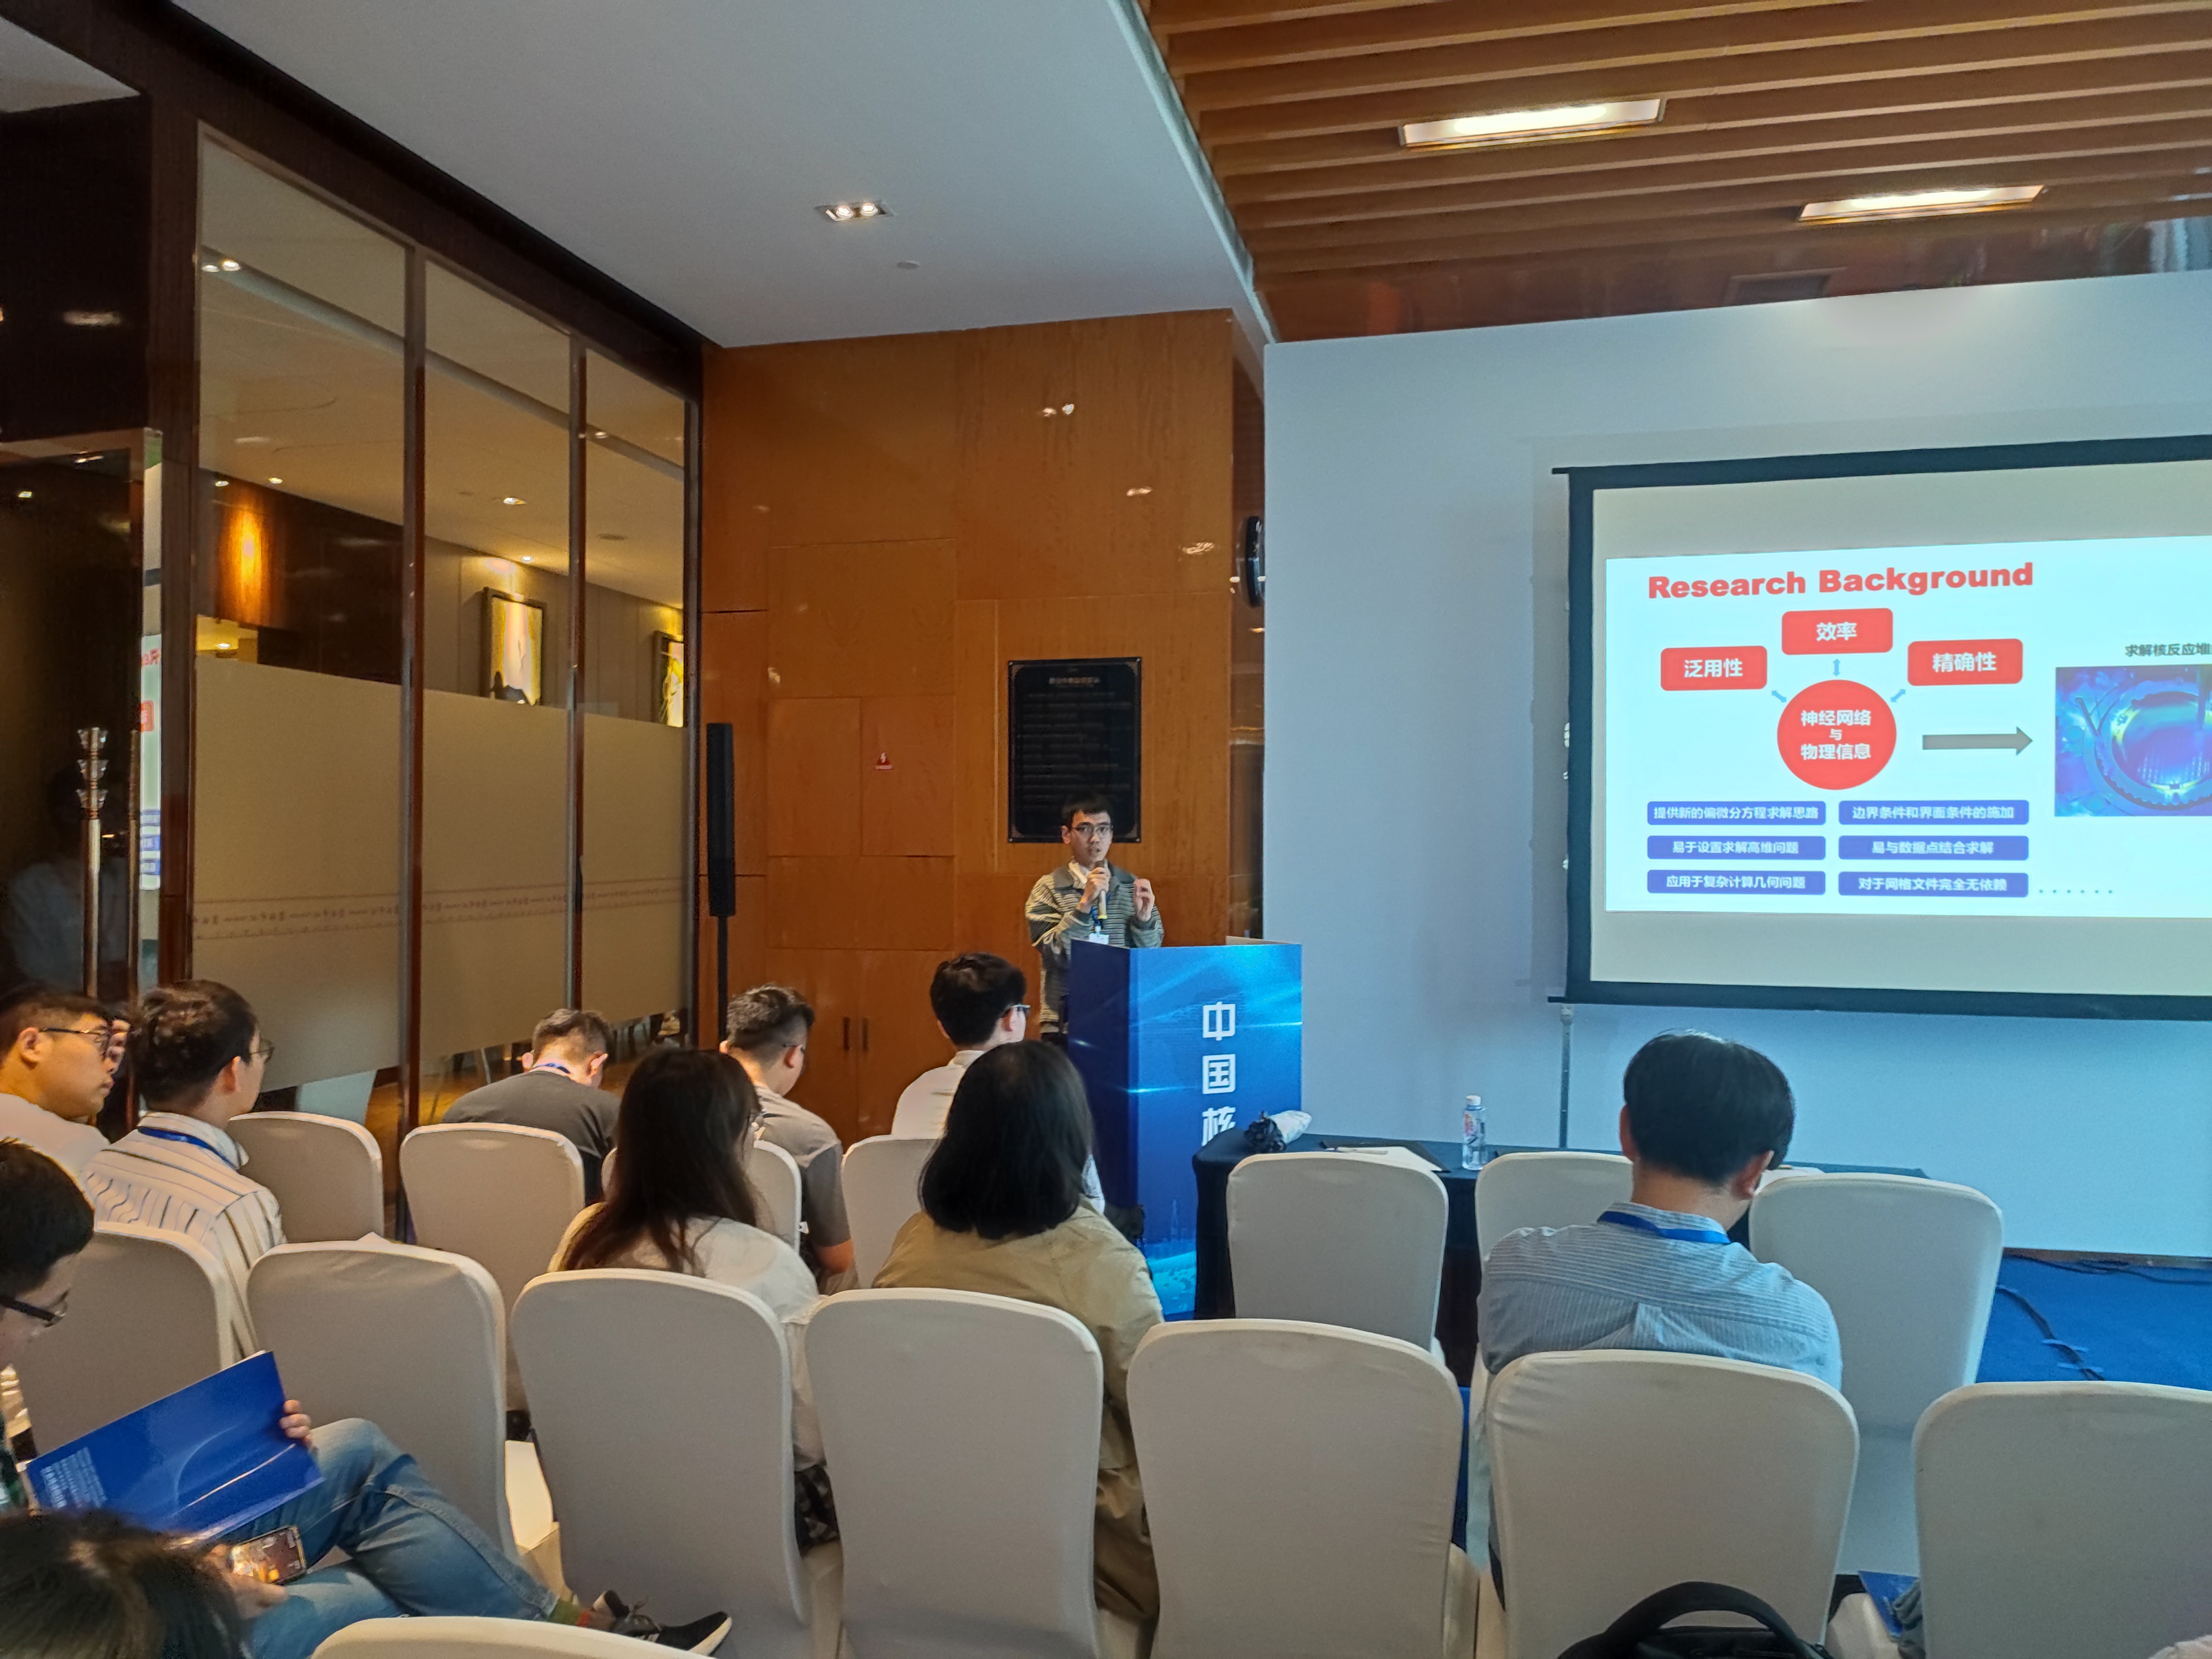 Research Background
效率
泛用性
精确性
神经网络
与
物理信息
求解核反应堆
提供新的偏微分方程求解思路
边界条件和界面条件的施加
易于设置求解高维问题
易与数据点结合求解
应用于复杂计算几何问题
对于网格文件完全无依赖
......
中
国
核